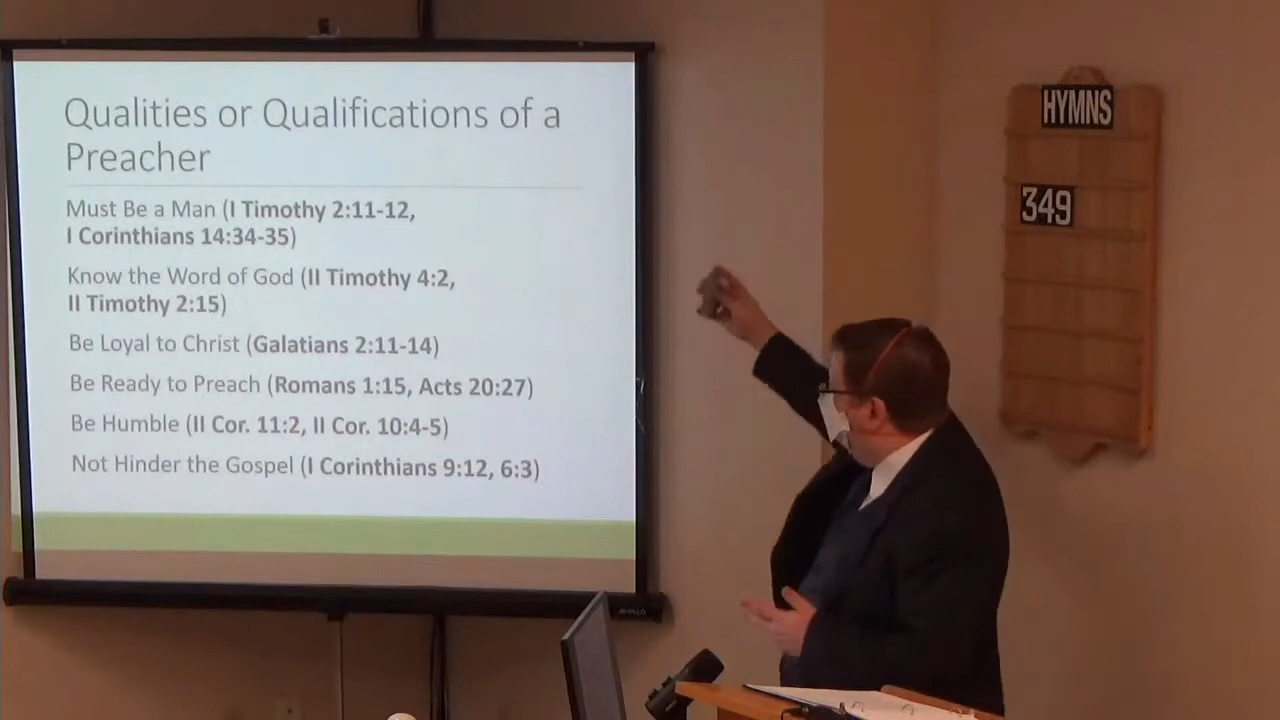 Qualities or Qualifications of a
Preacher
Must Be a Man (I Timothy 2:11-12,
I Corinthians 14:34-35)
Know the Word of God (II Timothy 4:2,
II Timothy 2:15)
Be Loyal to Christ (Galatians 2:11-14)
Be Ready to Preach (Romans 1:15, Acts 20:27)
Be Humble (II Cor. 11:2, II Cor. 10:4-5)
Not Hinder the Gospel (I Corinthians 9:12, 6:3)
APOLLO
HYMNS
349